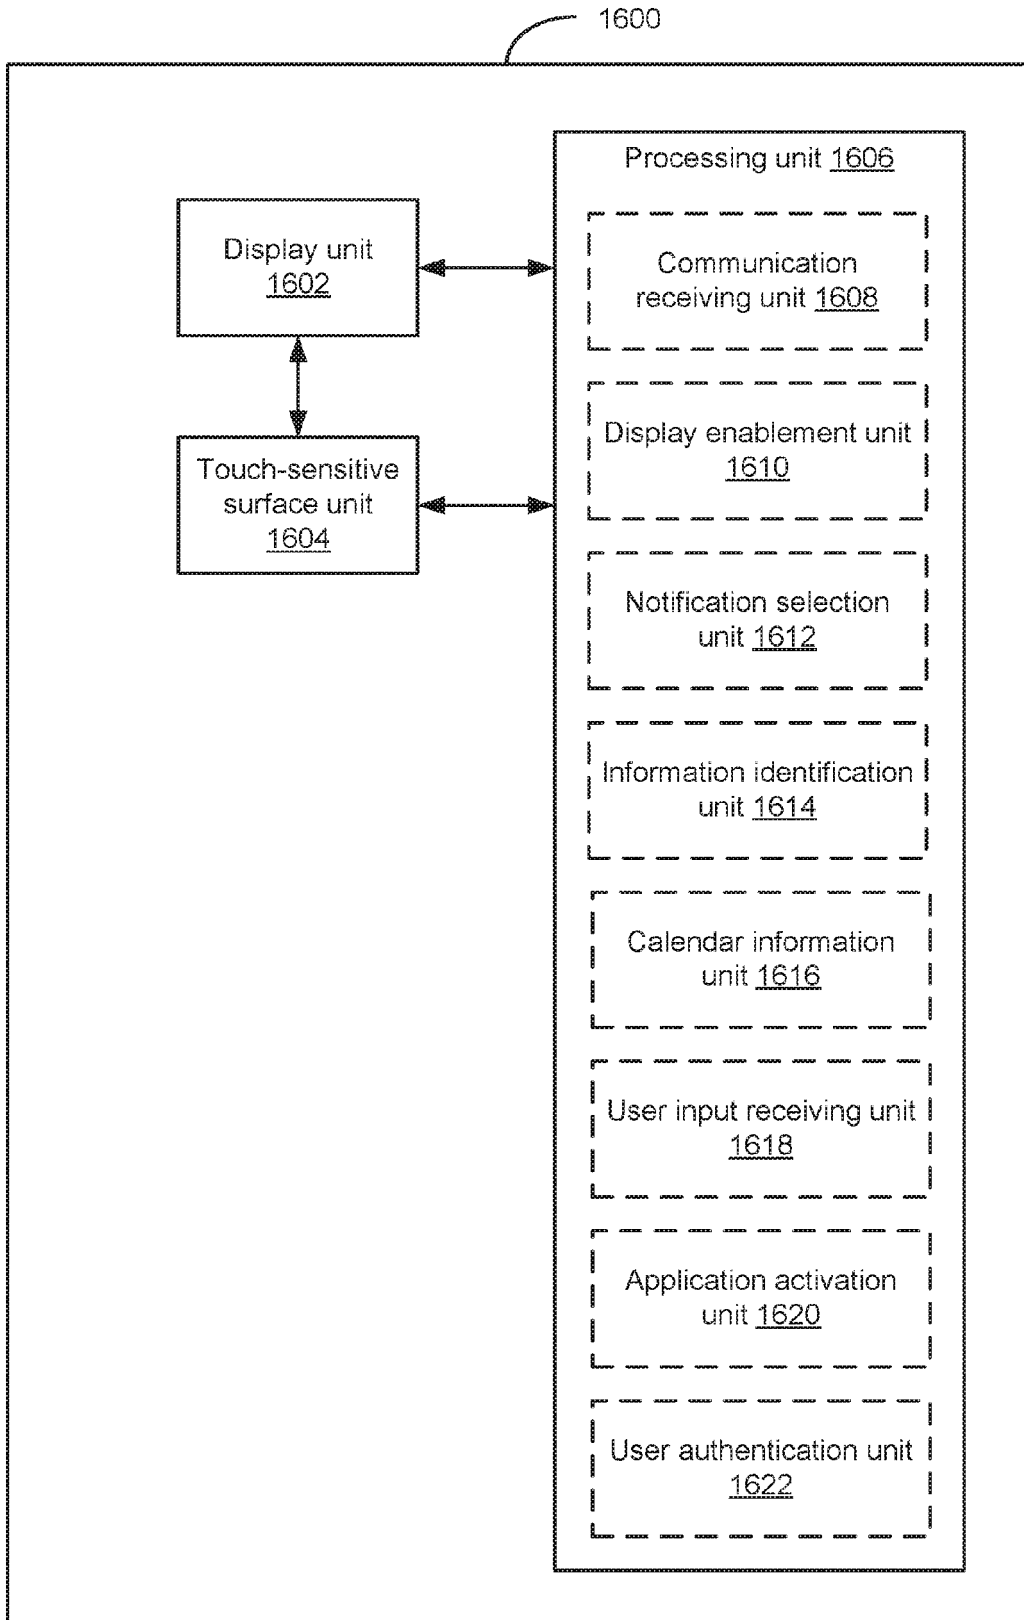 1600
Processing unit 1606
Display unit
1602
Touch-sensitive
surface unit
1604
Communication
receiving unit 1608
Display enablement unit
1610
Notification selection
unit 1612
Information identification
unit 1614
Calendar information
unit 1616
User input receiving unit
1618
Application activation
unit 1620
User authentication unit
1622